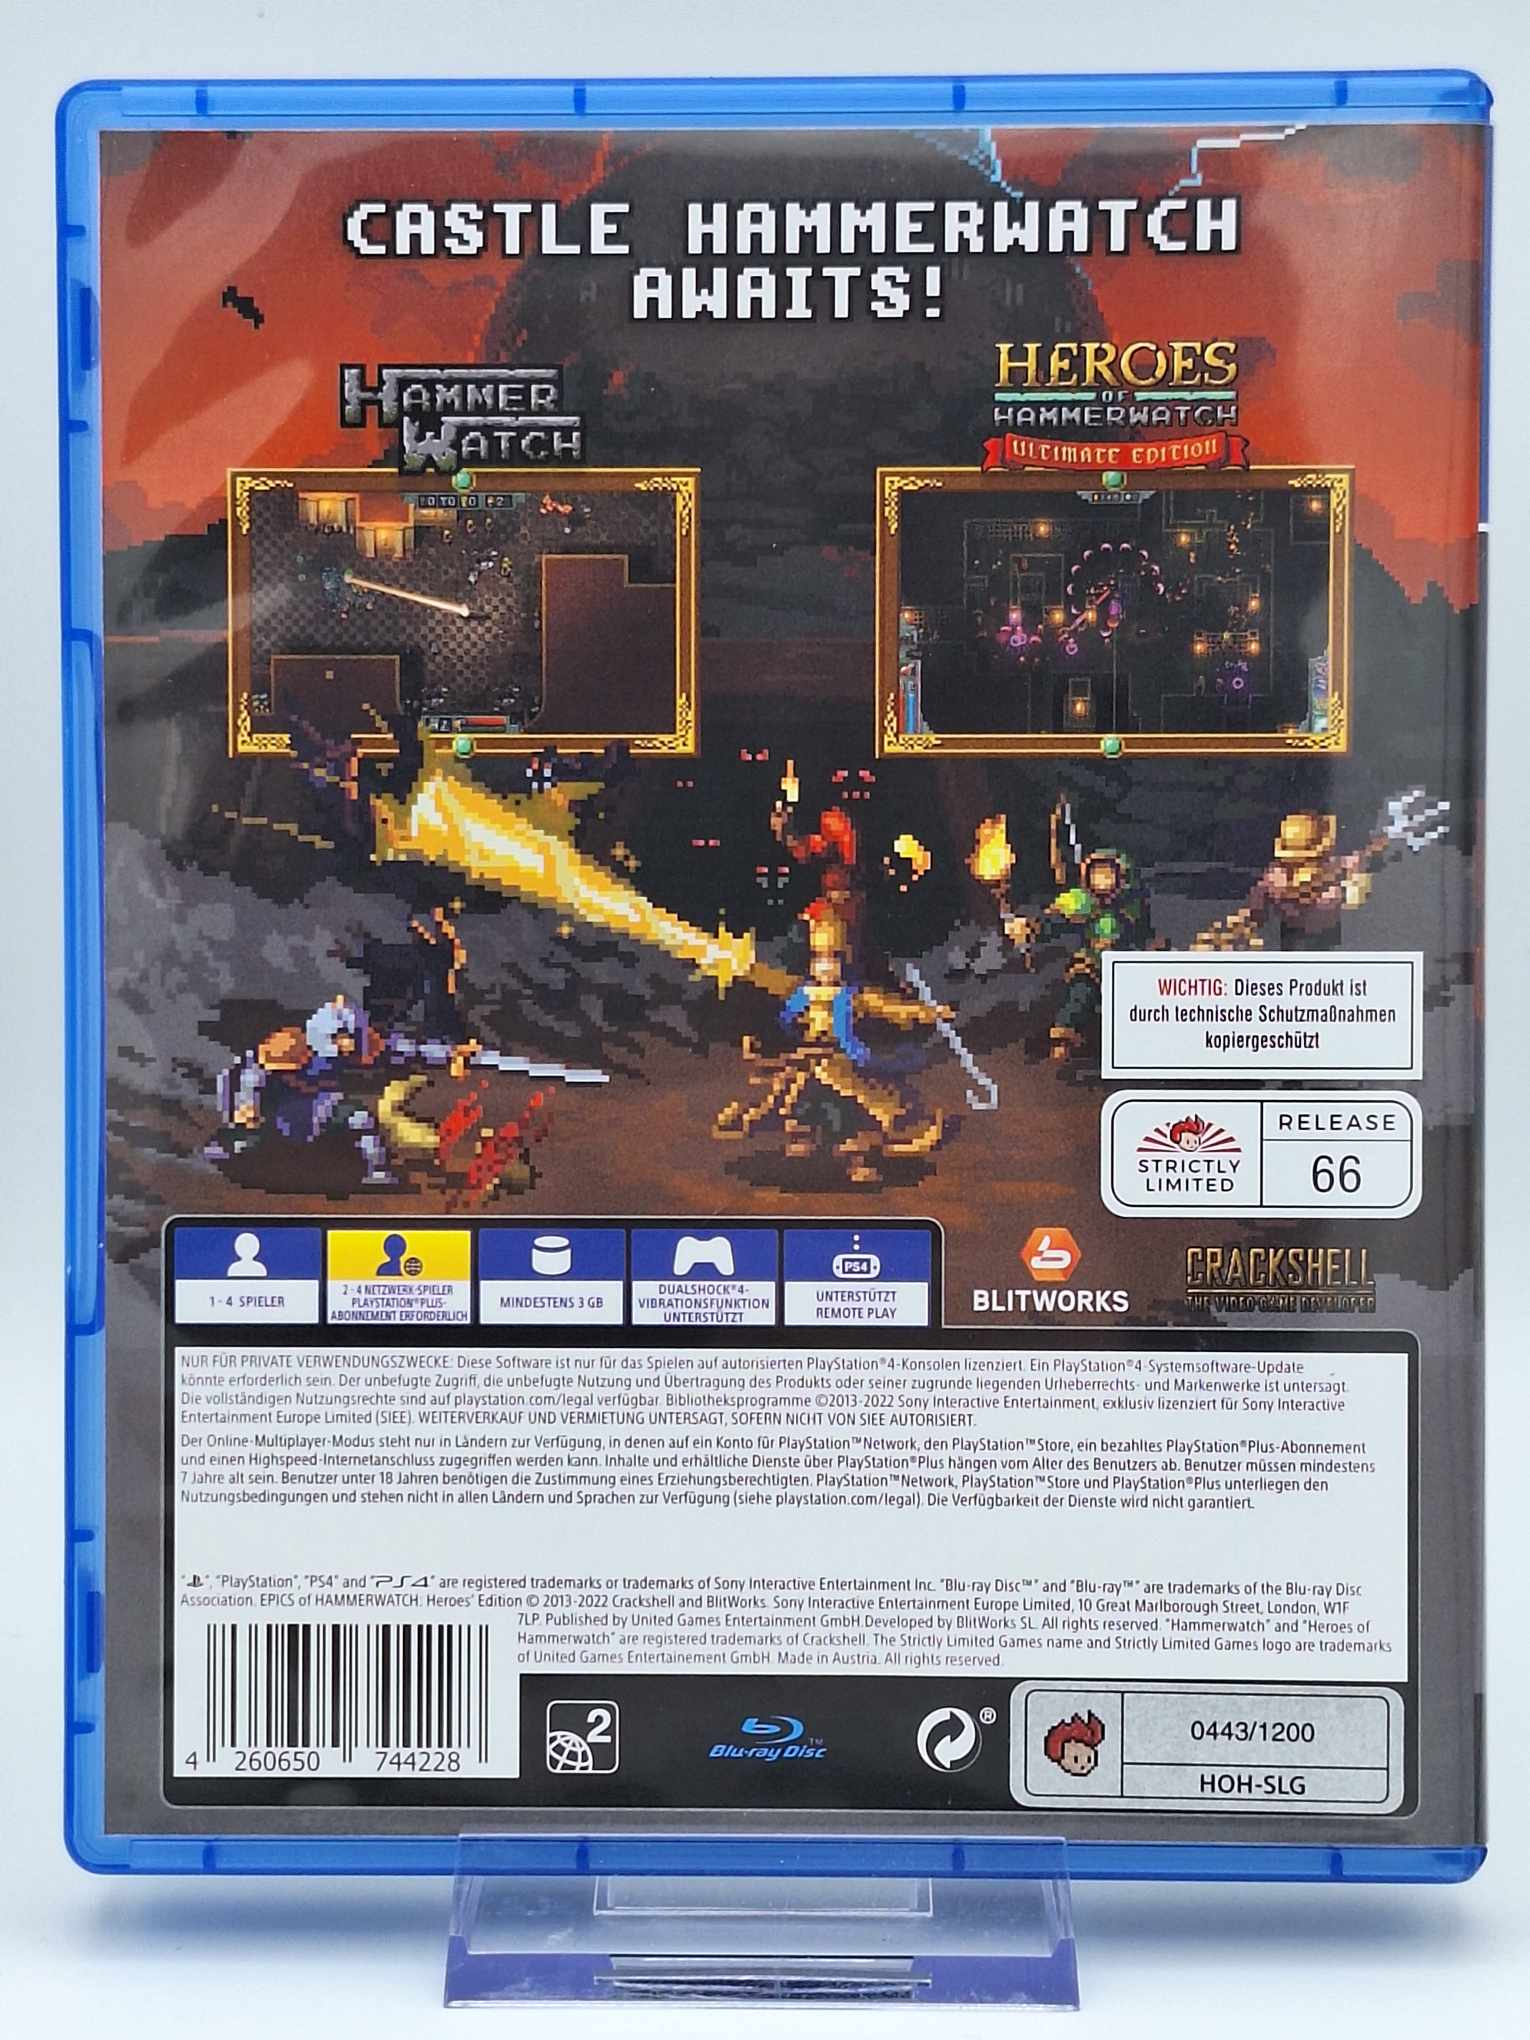 CASTLE HAMMERWATCH
AWAITS!
HAMMER
WATCH
HEROES
OF
HAMMERWATCH
ULTIMATE EDITION
WICHTIG: Dieses Produkt ist
durch technische Schutzmaßnahmen
kopiergeschützt
STRICTLY
LIMITED
RELEASE
66
1 - 4 SPIELER
2 - 4 NETZWERK-SPIELER
PLAYSTATION®PLUS-
ABONNEMENT ERFORDERLICH
MINDESTENS 3 GB
DUALSHOCK®4-
VIBRATIONSFUNKTION
UNTERSTÜTZT
PS4
UNTERSTÜTZT
REMOTE PLAY
BLITWORKS
CRACKSHELL
THE VIDEO GAME DEVELOPER
NUR FÜR PRIVATE VERWENDUNGSZWECKE: Diese Software ist nur für das Spielen auf autorisierten PlayStation®4-Konsolen lizenziert. Ein PlayStation®4-Systemsoftware-Update
könnte erforderlich sein. Der unbefugte Zugriff, die unbefugte Nutzung und Übertragung des Produkts oder seiner zugrunde liegenden Urheberrechts- und Markenwerke ist untersagt.
Die vollständigen Nutzungsrechte sind auf playstation.com/legal verfügbar. Bibliotheksprogramme ©2013-2022 Sony Interactive Entertainment, exklusiv lizenziert für Sony Interactive
Entertainment Europe Limited (SIEE). WEITERVERKAUF UND VERMIETUNG UNTERSAGT, SOFERN NICHT VON SIEE AUTORISIERT.
Der Online-Multiplayer-Modus steht nur in Ländern zur Verfügung, in denen auf ein Konto für PlayStation™Network, den PlayStation™Store, ein bezahltes PlayStation®Plus-Abonnement
und einen Highspeed-Internetanschluss zugegriffen werden kann. Inhalte und erhältliche Dienste über PlayStation®Plus hängen vom Alter des Benutzers ab. Benutzer müssen mindestens
7 Jahre alt sein. Benutzer unter 18 Jahren benötigen die Zustimmung eines Erziehungsberechtigten. PlayStation™Network, PlayStation™Store und PlayStation®Plus unterliegen den
Nutzungsbedingungen und stehen nicht in allen Ländern und Sprachen zur Verfügung (siehe playstation.com/legal). Die Verfügbarkeit der Dienste wird nicht garantiert.
"PlayStation", "PS4" and "PS4" are registered trademarks or trademarks of Sony Interactive Entertainment Inc. "Blu-ray Disc™" and "Blu-ray™" are trademarks of the Blu-ray Disc
Association. EPICS of HAMMERWATCH: Heroes' Edition © 2013-2022 Crackshell and BlitWorks. Sony Interactive Entertainment Europe Limited, 10 Great Marlborough Street, London, W1F
7LP. Published by United Games Entertainment GmbH. Developed by BlitWorks SL. All rights reserved. "Hammerwatch" and "Heroes of
Hammerwatch" are registered trademarks of Crackshell. The Strictly Limited Games name and Strictly Limited Games logo are trademarks
of United Games Entertainement GmbH. Made in Austria. All rights reserved.
4 260650 744228
2
Blu-ray Disc™
®
0443/1200
HOH-SLG